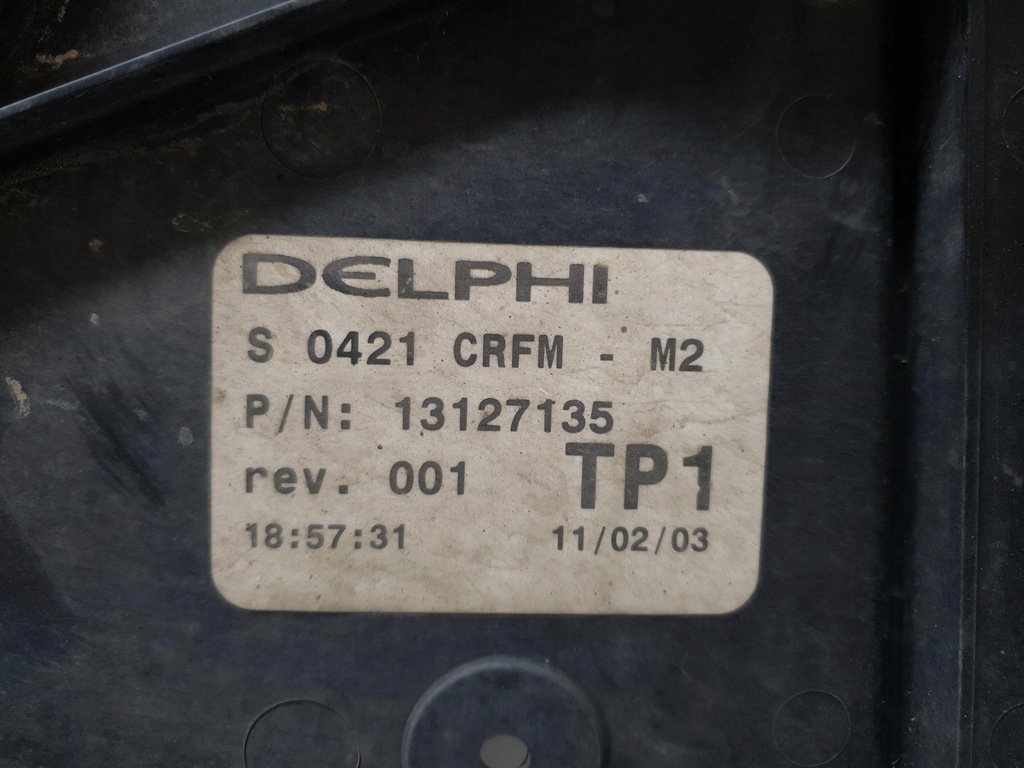 DELPHI
S 0421 CRFM - M2
P/N: 13127135
rev. 001 TP1
18:57:31 11/02/03